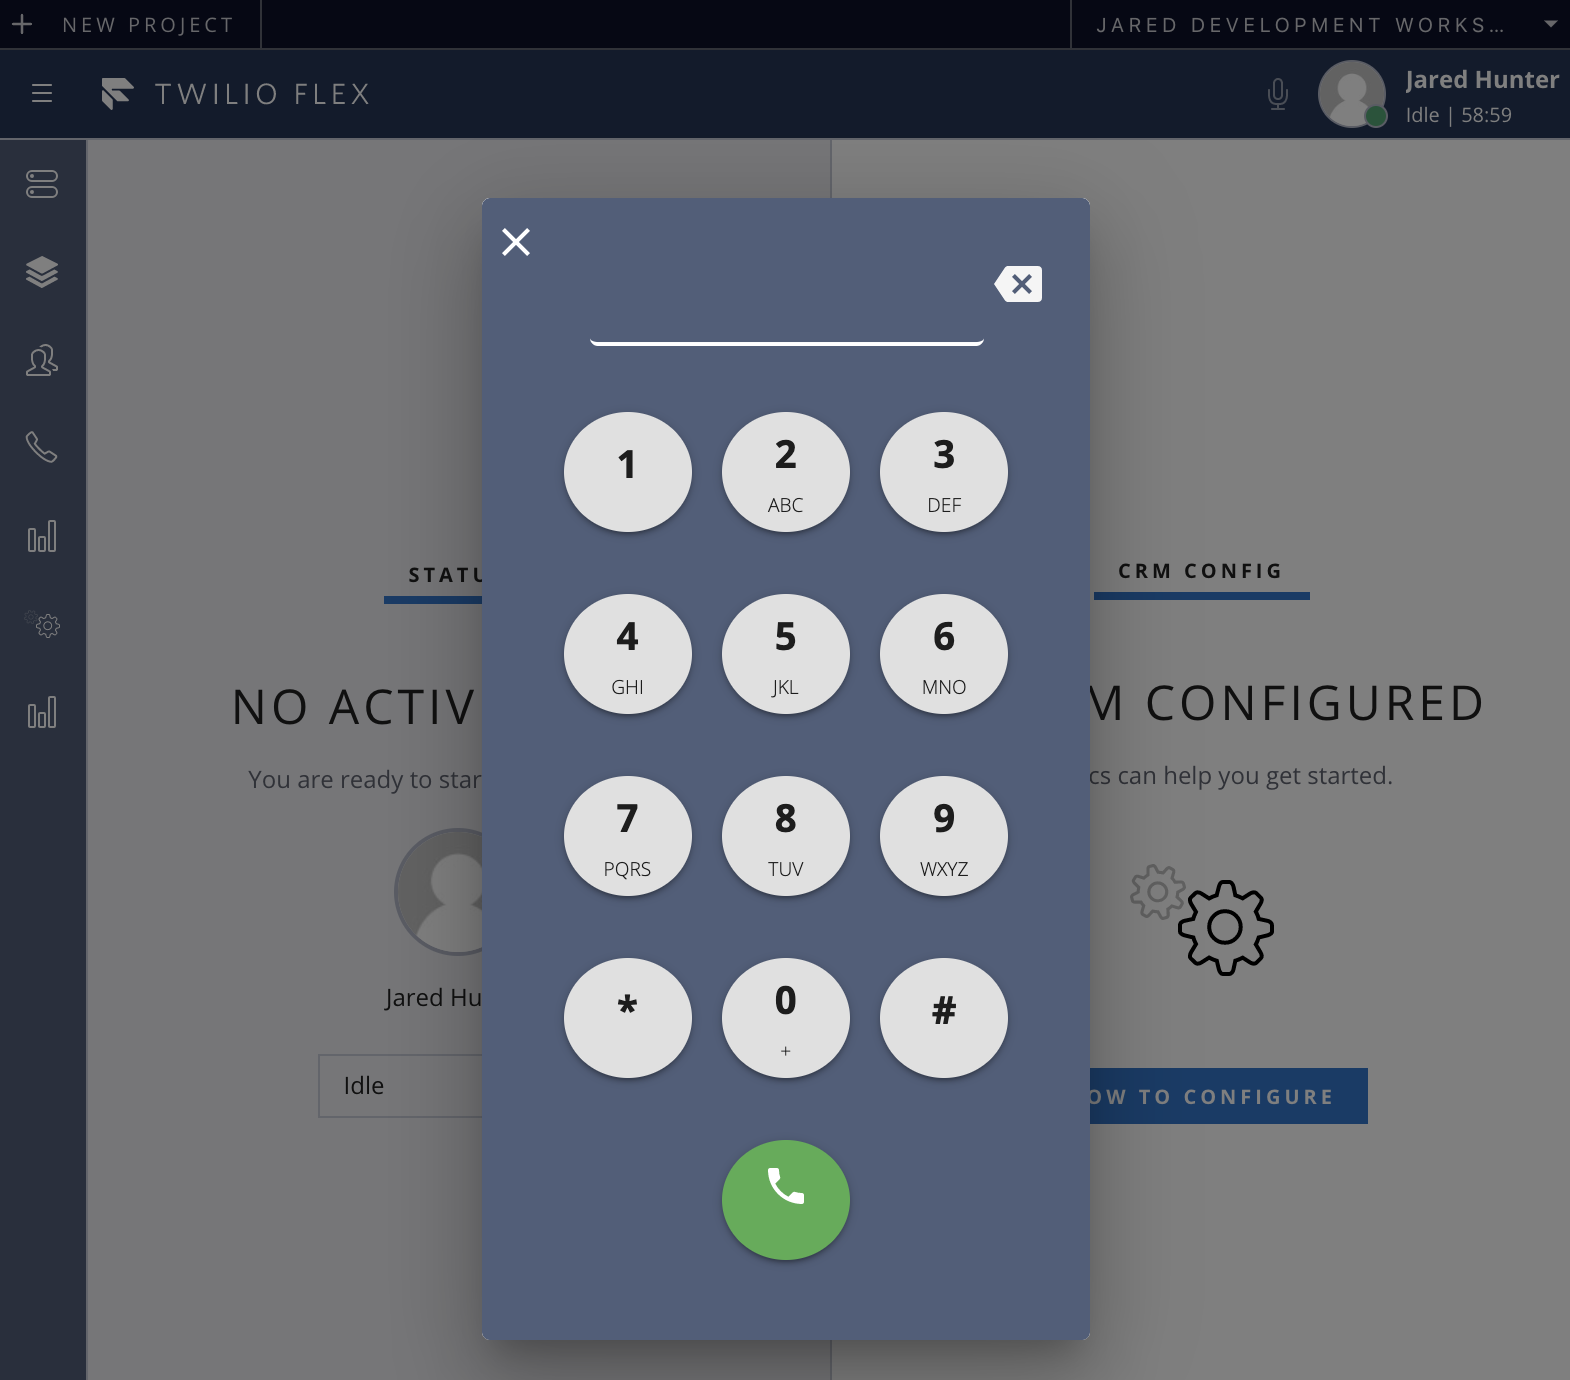 NEW PROJECT
JARED DEVELOPMENT WORKS...
TWILIO FLEX
Jared Hunter
Idle | 58:59
1
2
ABC
3
DEF
4
GHI
5
JKL
6
MNO
7
PQRS
8
TUV
9
WXYZ
*
0
+
#
STATU
NO ACTIV
You are ready to star
Jared Hu
Idle
CRM CONFIG
M CONFIGURED
cs can help you get started.
OW TO CONFIGURE